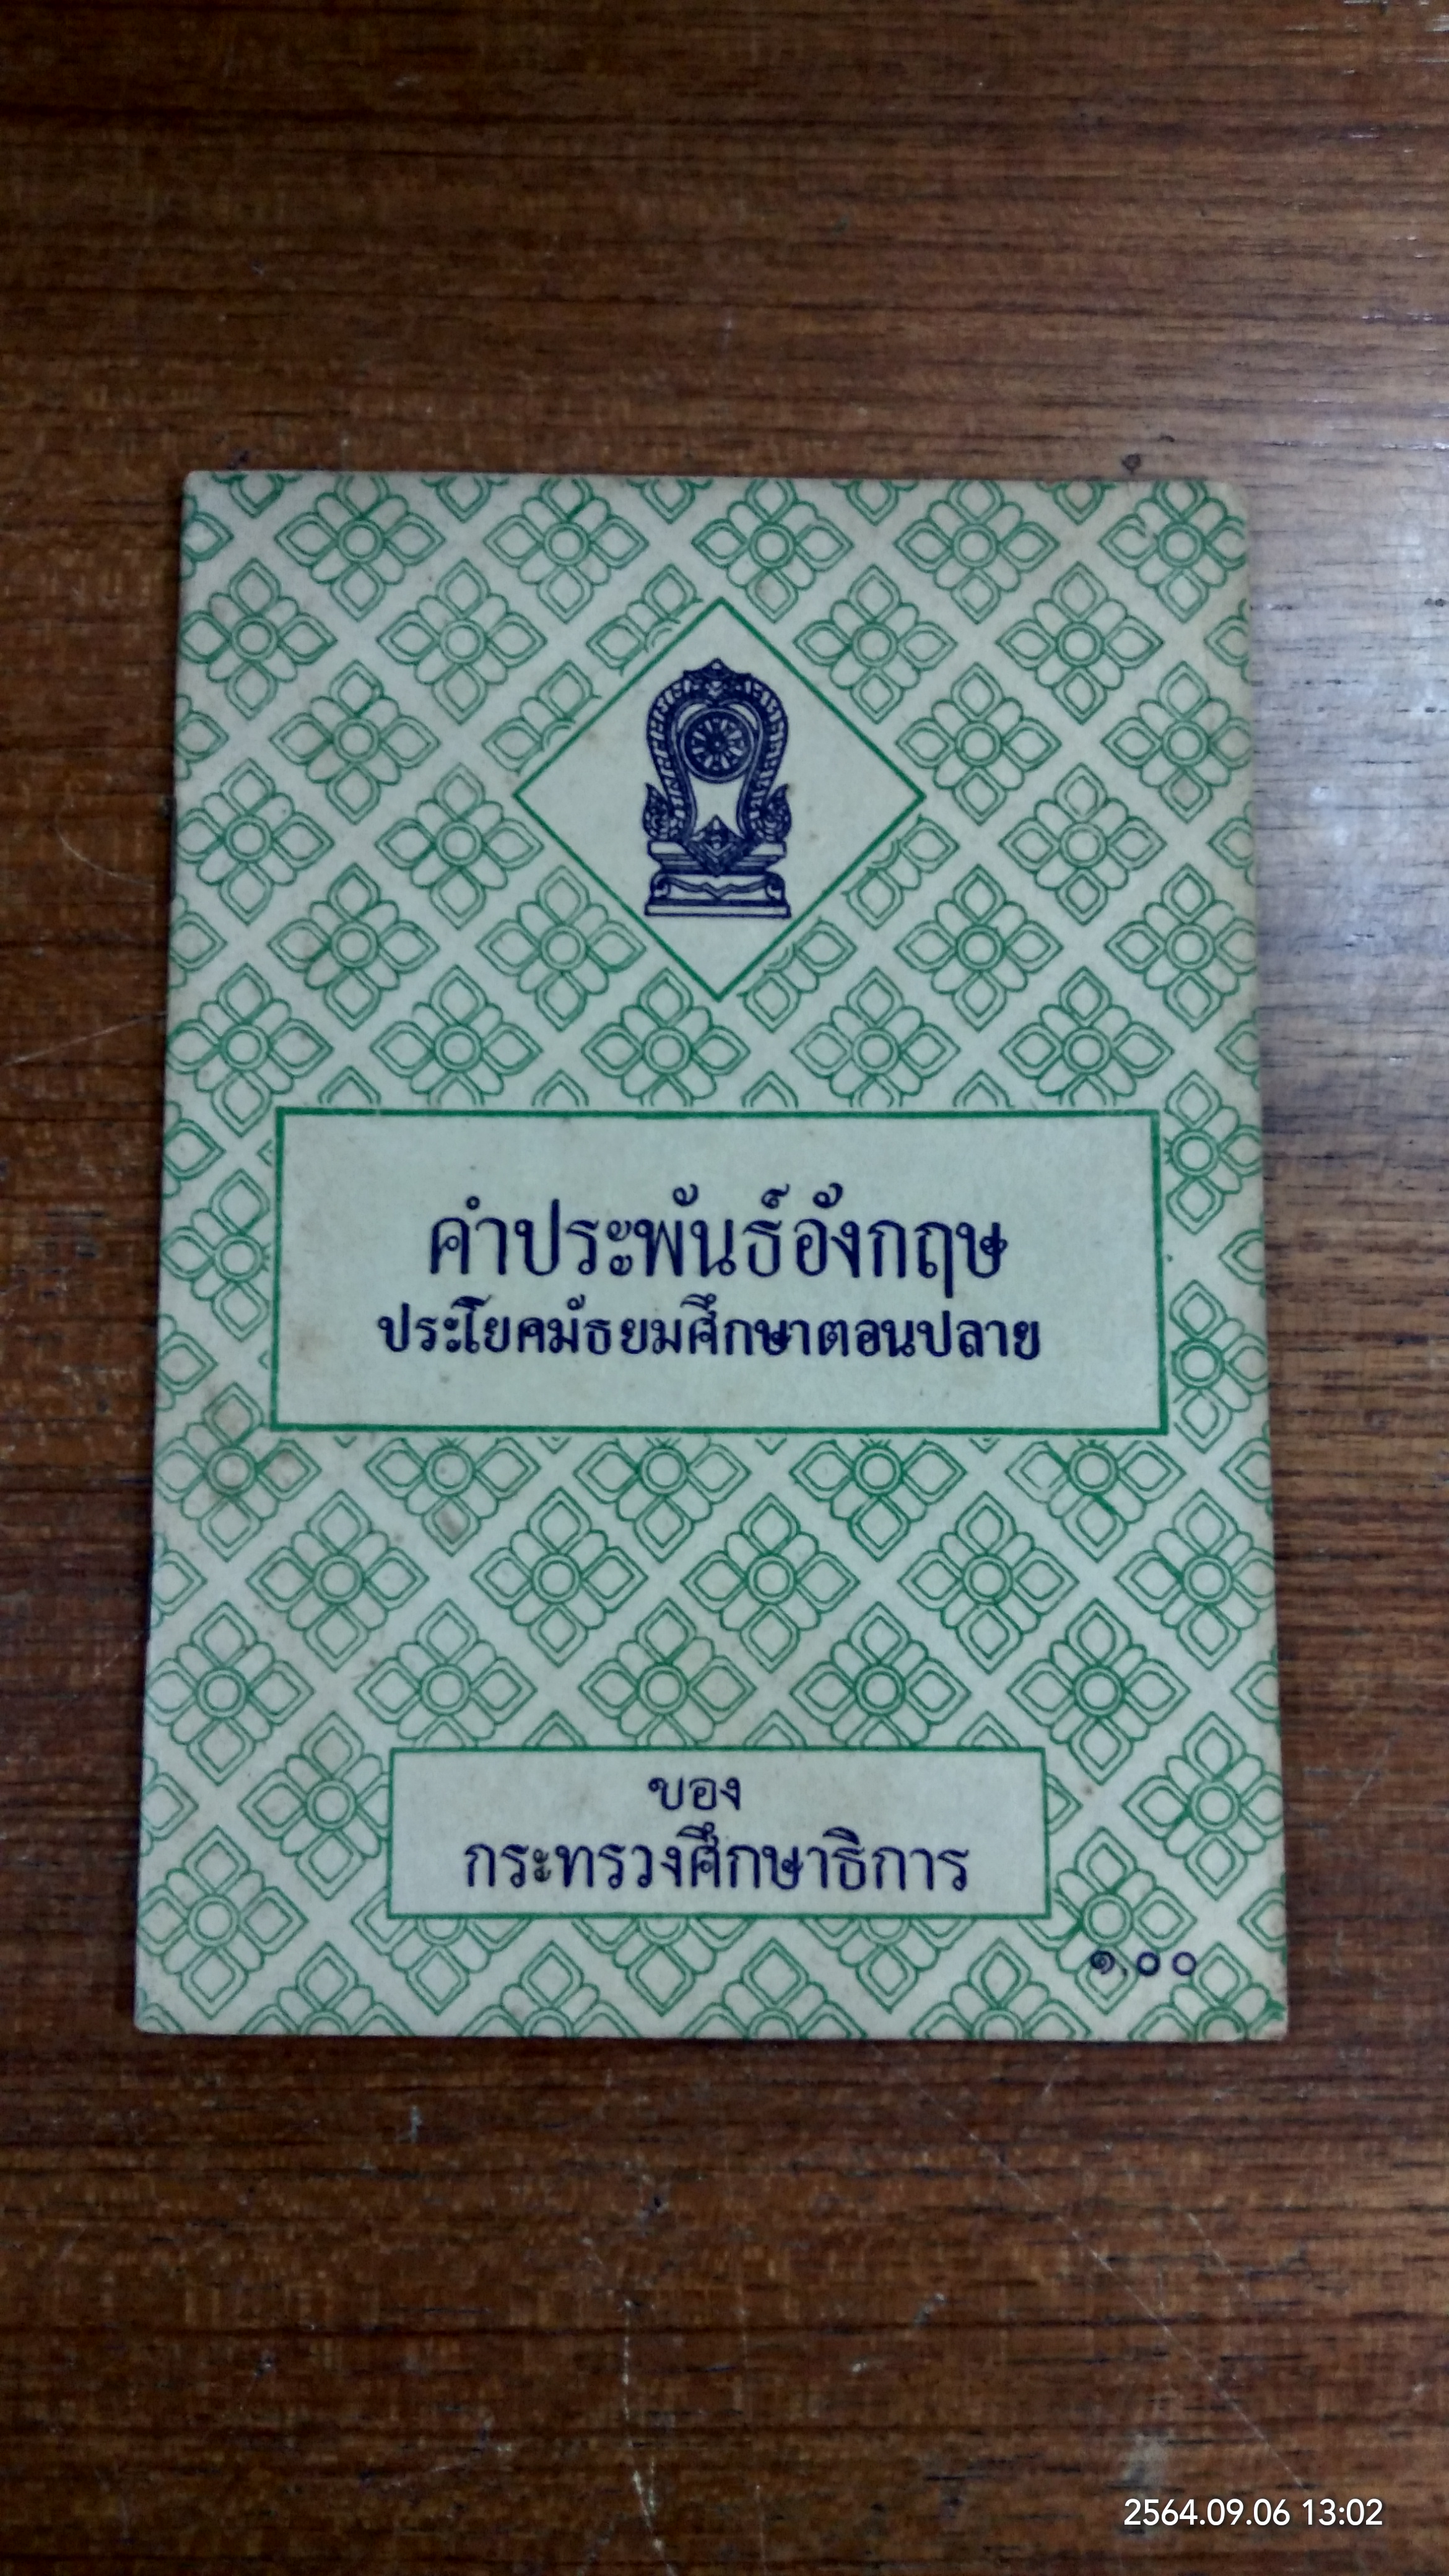 คำประพันธ์อังกฤษ
ประโยคมัธยมศึกษาตอนปลาย
ของ
กระทรวงศึกษาธิการ
๑.๐๐
2564.09.06 13:02